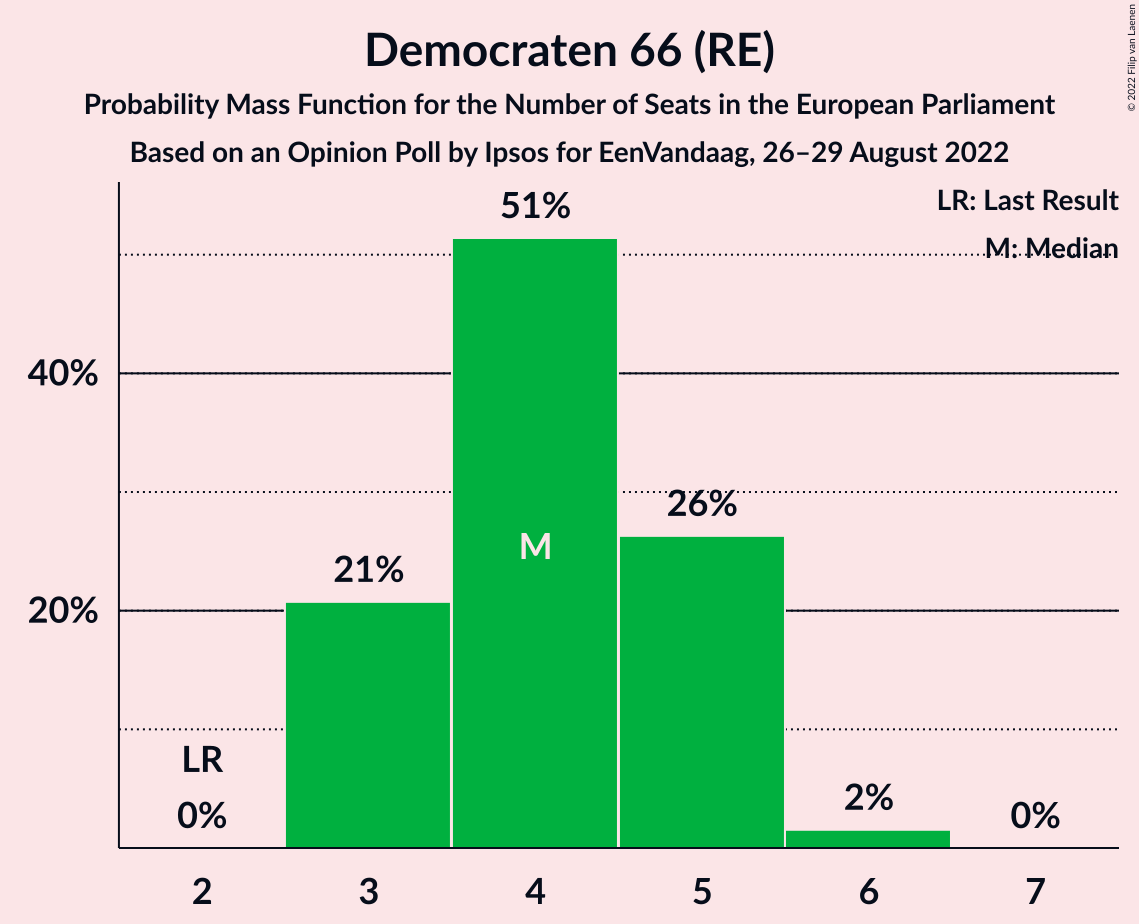 Democraten 66 (RE)
Probability Mass Function for the Number of Seats in the European Parliament
Based on an Opinion Poll by Ipsos for EenVandaag, 26–29 August 2022
© 2022 Filip van Laenen
LR: Last Result
M: Median
51%
40%
26%
M
21%
20%
LR
0%
2%
0%
2 3 4 5 6 7